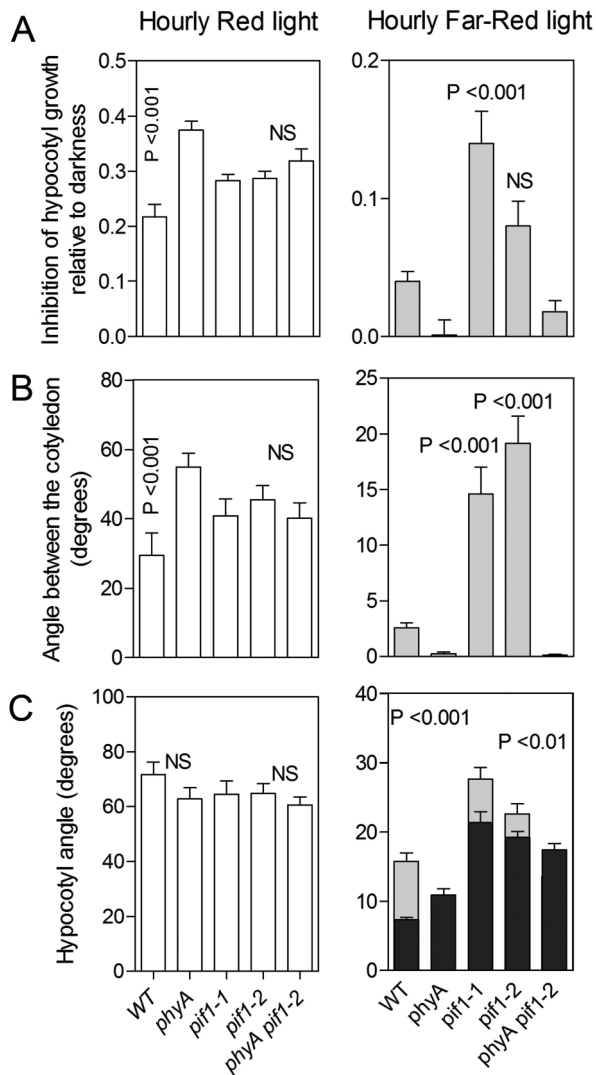 Hourly Red light
Hourly Far-Red light
A
Inhibition of hypocotyl growth
relative to darkness
0.5
0.4
0.3
0.2
0.1
0.0
P <0.001
NS
0.2
0.1
0.0
P <0.001
NS
B
Angle between the cotyledon
(degrees)
80
60
40
20
0
P <0.001
NS
25
20
15
10
5
0
P <0.001
P <0.001
C
Hypocotyl angle (degrees)
100
80
60
40
20
0
NS
NS
40
30
20
10
0
P <0.001
P <0.01
WT
phyA
pif1-1
pif1-2
phyA pif1-2
WT
phyA
pif1-1
pif1-2
phyA pif1-2